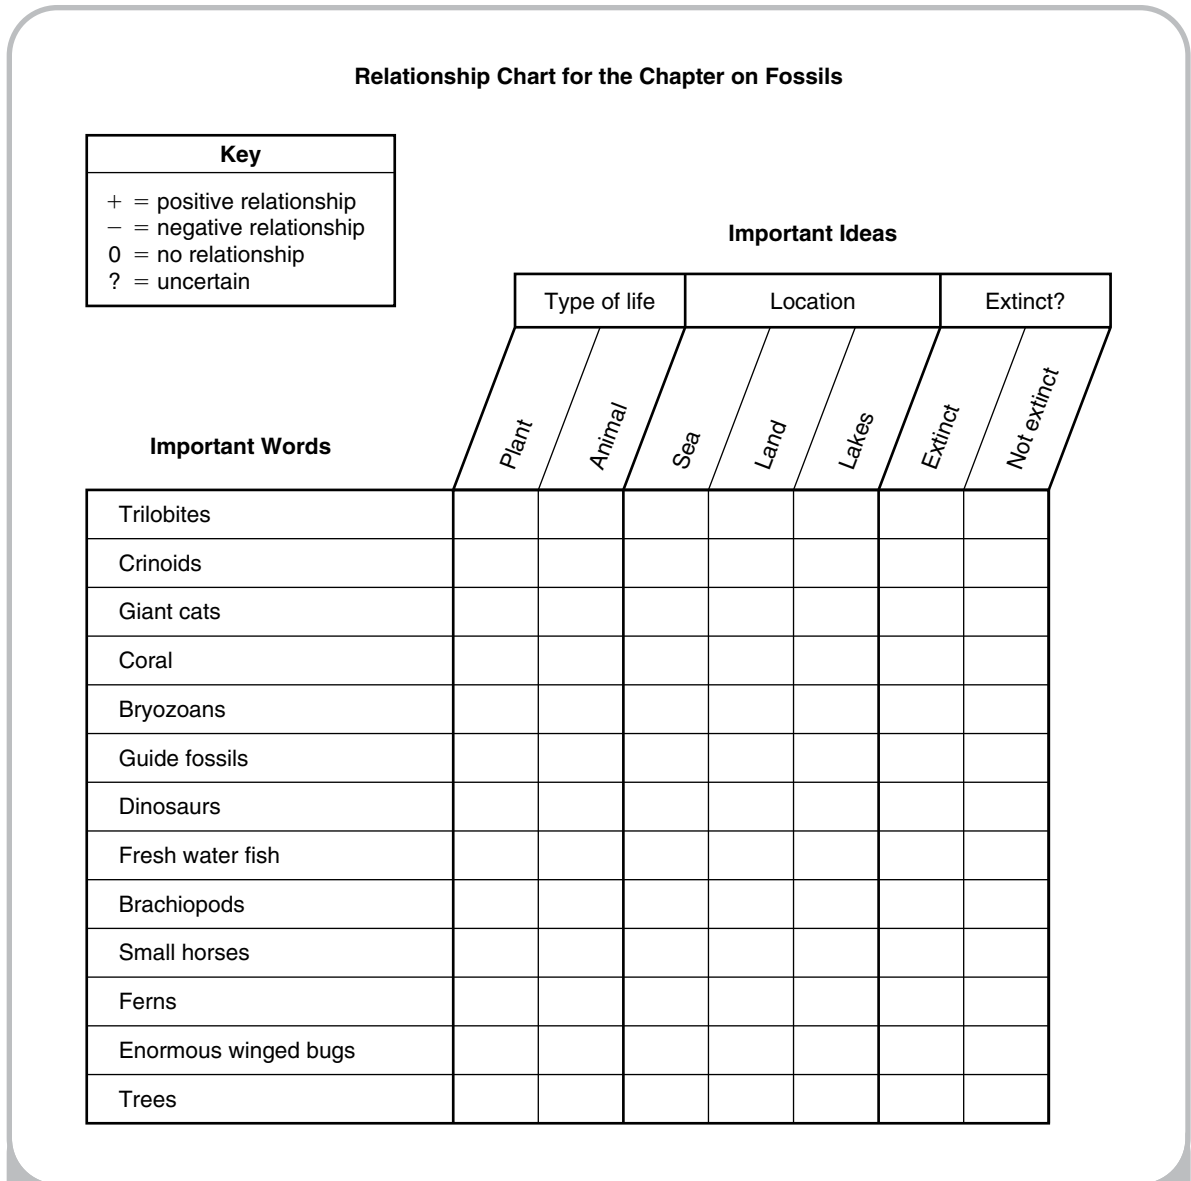 Relationship Chart for the Chapter on Fossils
Key
+ = positive relationship
− = negative relationship
0 = no relationship
? = uncertain
Important Ideas
Type of life Location Extinct?
Plant Animal Sea Land Lakes Extinct Not extinct
Important Words
Trilobites
Crinoids
Giant cats
Coral
Bryozoans
Guide fossils
Dinosaurs
Fresh water fish
Brachiopods
Small horses
Ferns
Enormous winged bugs
Trees